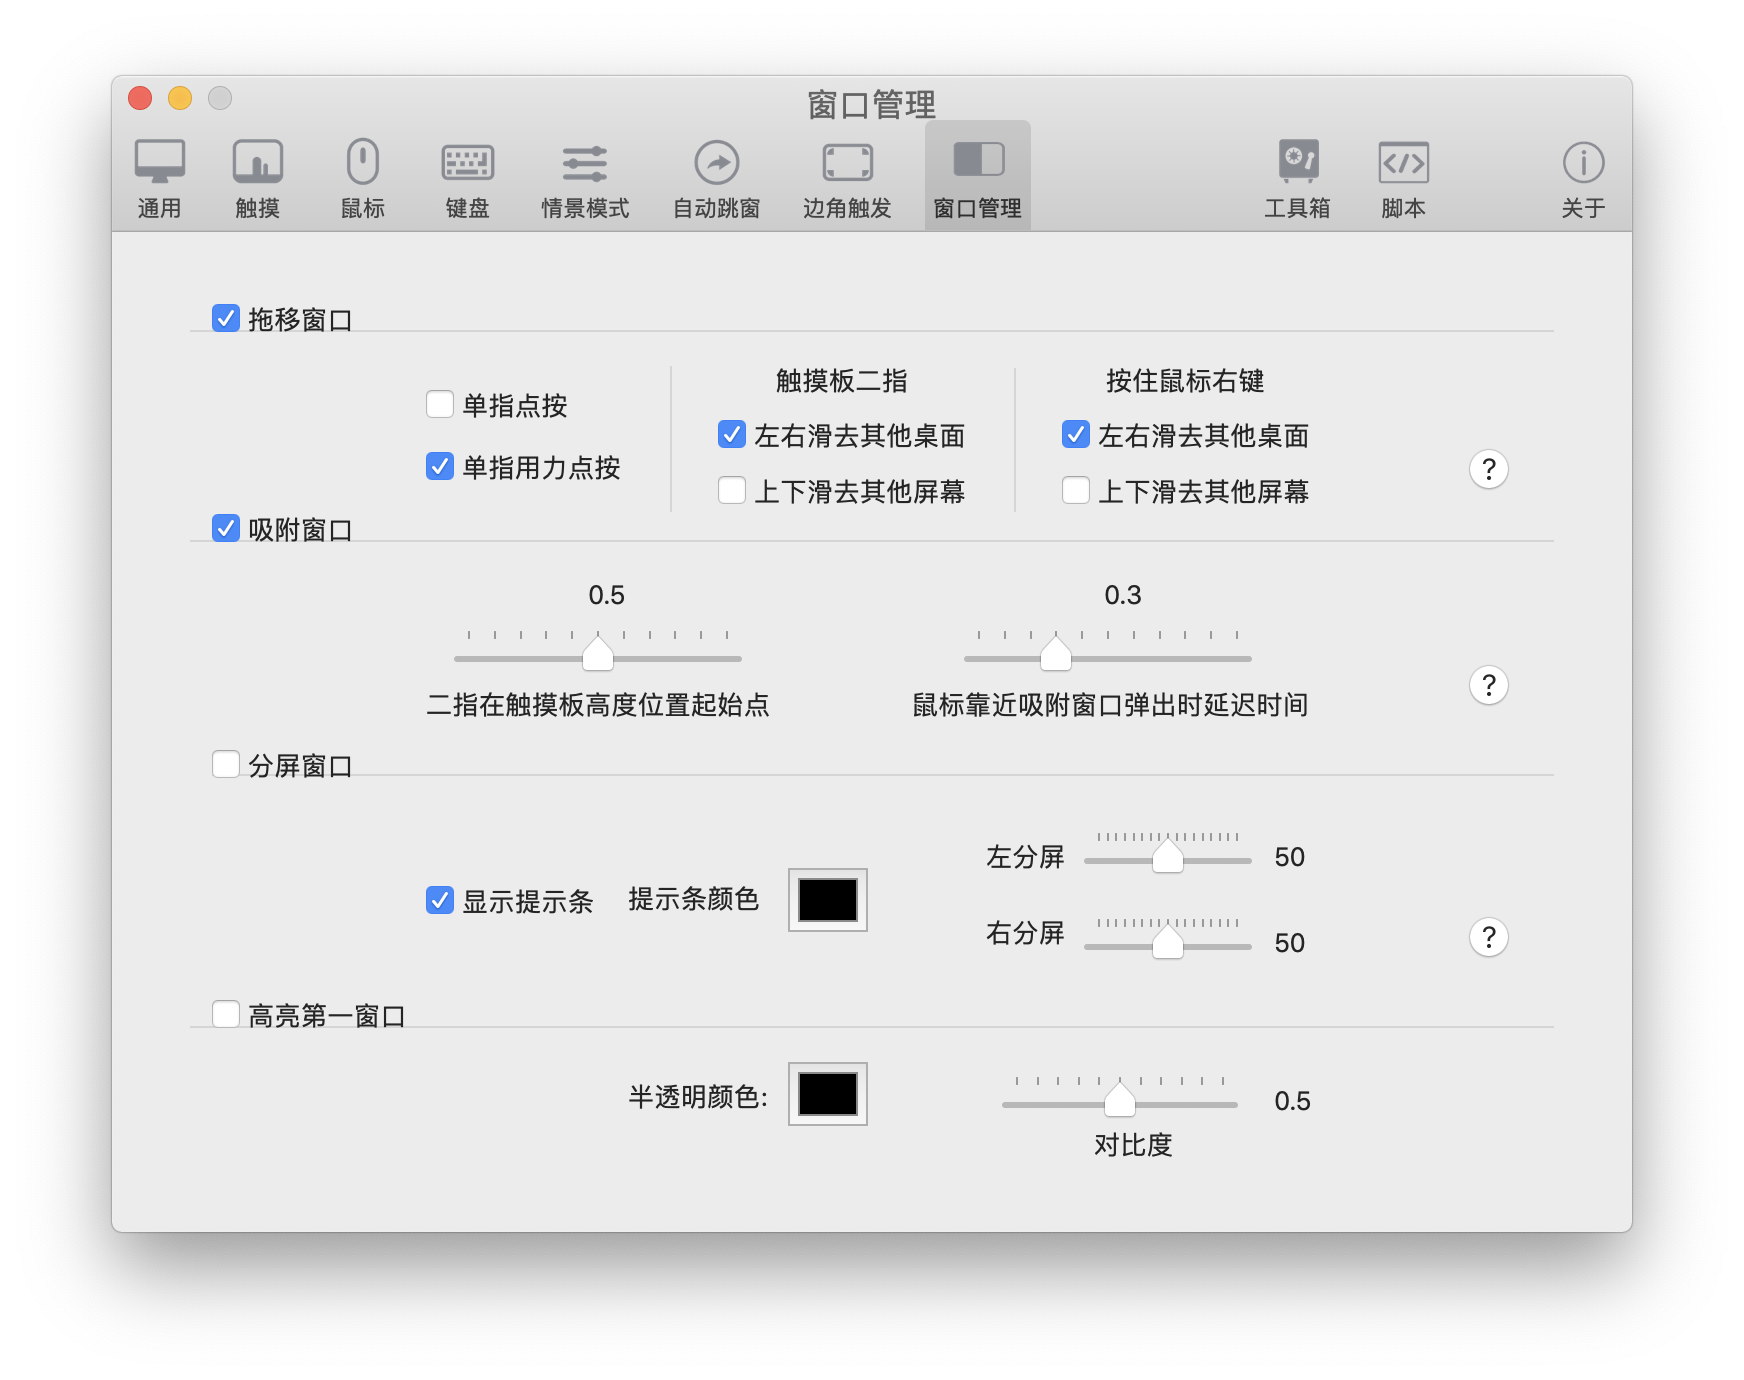 窗口管理
通用
触摸
鼠标
键盘
情景模式
自动跳窗
边角触发
窗口管理
工具箱
脚本
关于
拖移窗口
单指点按
单指用力点按
触摸板二指
左右滑去其他桌面
上下滑去其他屏幕
按住鼠标右键
左右滑去其他桌面
上下滑去其他屏幕
?
吸附窗口
0.5
二指在触摸板高度位置起始点
0.3
鼠标靠近吸附窗口弹出时延迟时间
?
分屏窗口
显示提示条
提示条颜色
左分屏
50
右分屏
50
?
高亮第一窗口
半透明颜色:
0.5
对比度